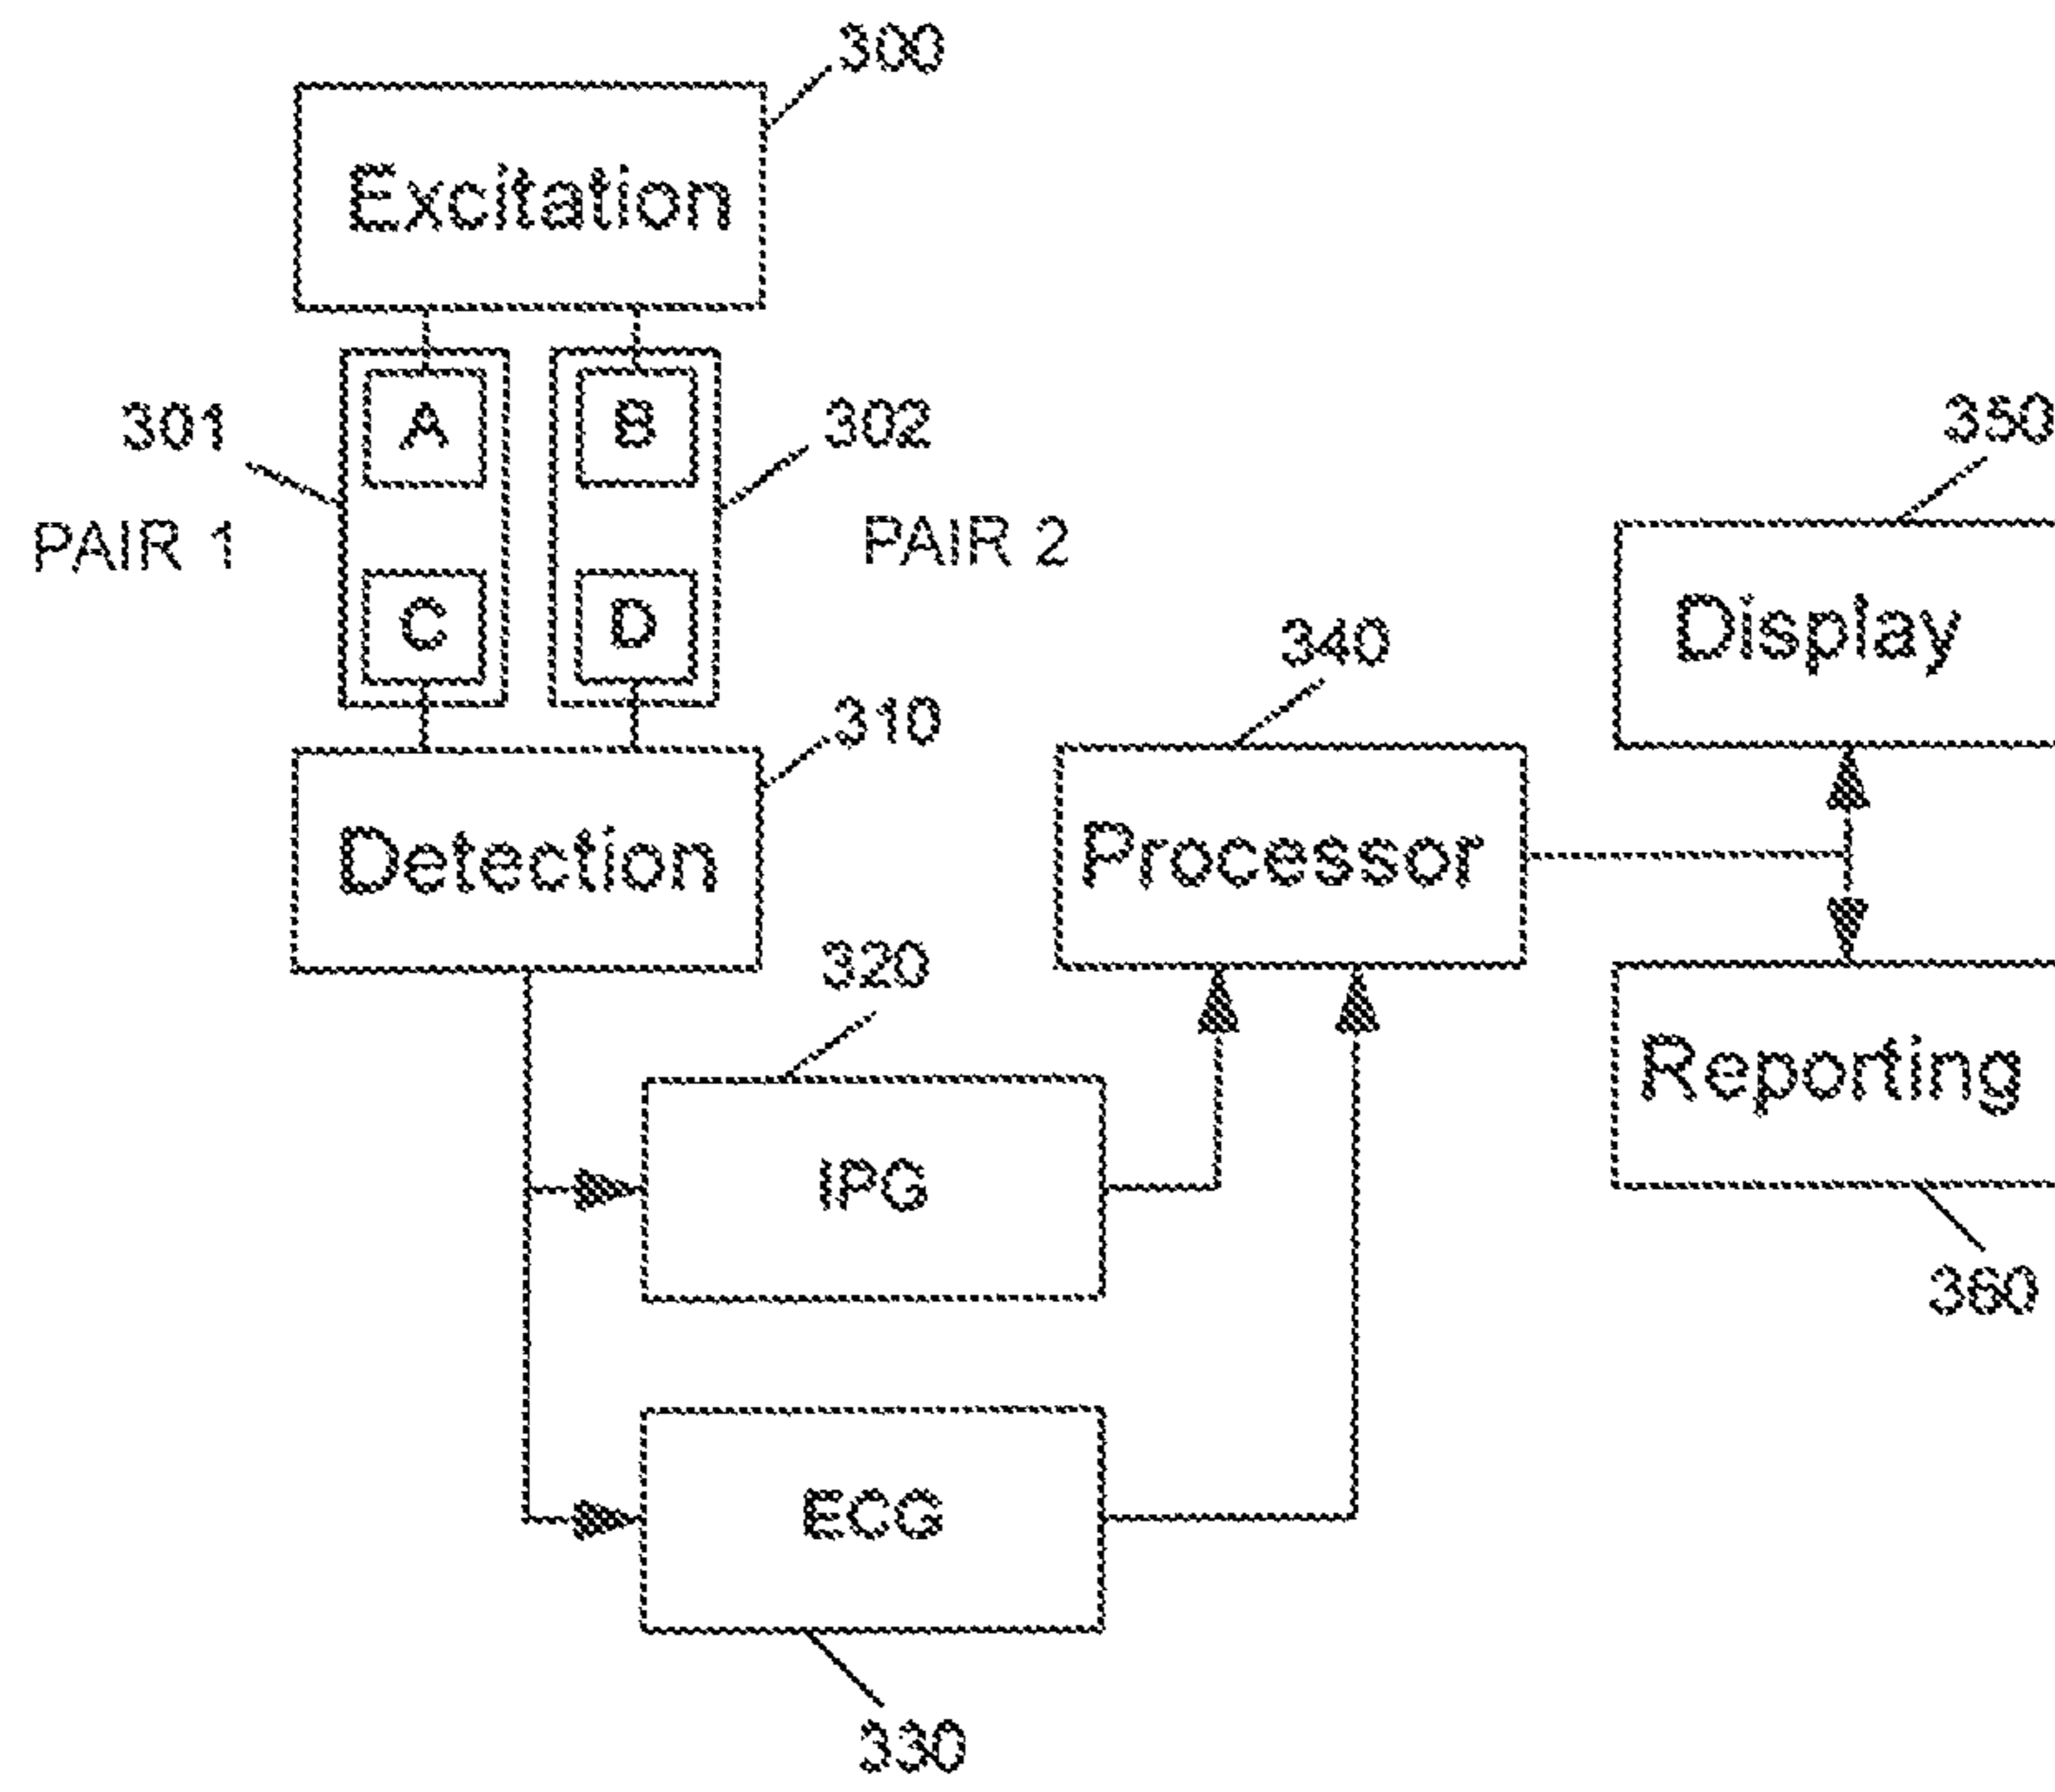 300
Excitation
301
A
B
302
350
PAIR 1
PAIR 2
C
D
Display
340
310
Detection
Processor
320
IPG
Reporting
360
ECG
330